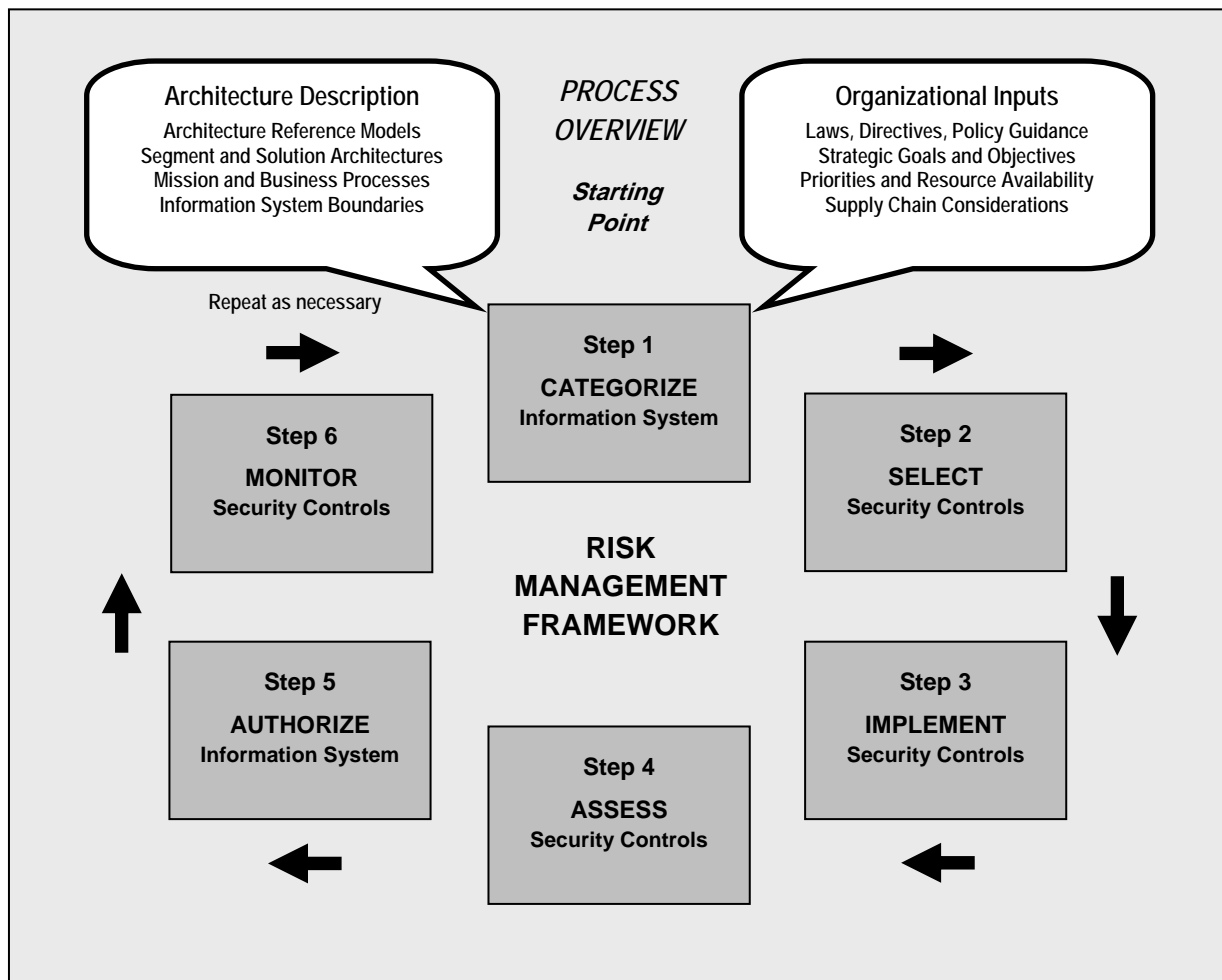 Architecture Description
Architecture Reference Models
Segment and Solution Architectures
Mission and Business Processes
Information System Boundaries
PROCESS
OVERVIEW
Starting
Point
Organizational Inputs
Laws, Directives, Policy Guidance
Strategic Goals and Objectives
Priorities and Resource Availability
Supply Chain Considerations
Repeat as necessary
Step 1
CATEGORIZE
Information System
Step 2
SELECT
Security Controls
Step 3
IMPLEMENT
Security Controls
Step 4
ASSESS
Security Controls
Step 5
AUTHORIZE
Information System
Step 6
MONITOR
Security Controls
RISK
MANAGEMENT
FRAMEWORK